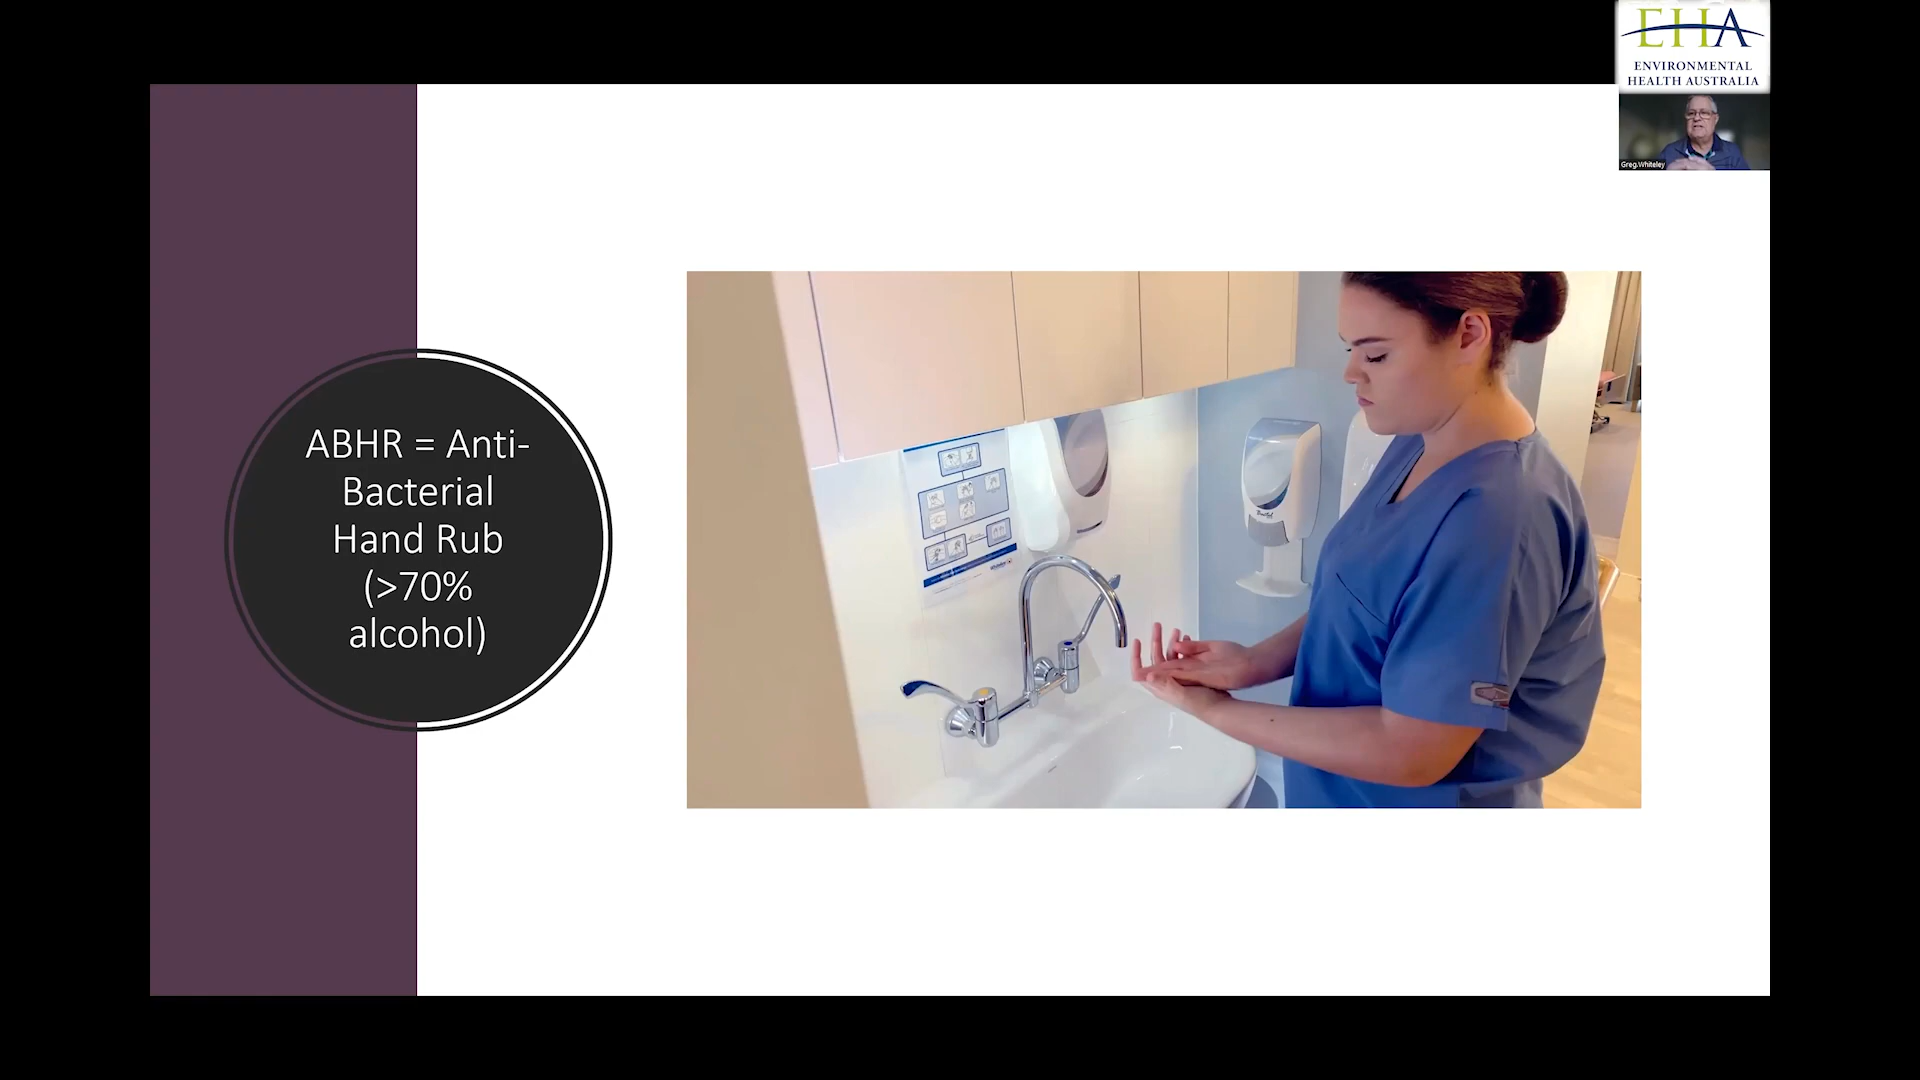 EHA
ENVIRONMENTAL
HEALTH AUSTRALIA
Greg.Whiteley
ABHR = Anti-
Bacterial
Hand Rub
(>70%
alcohol)